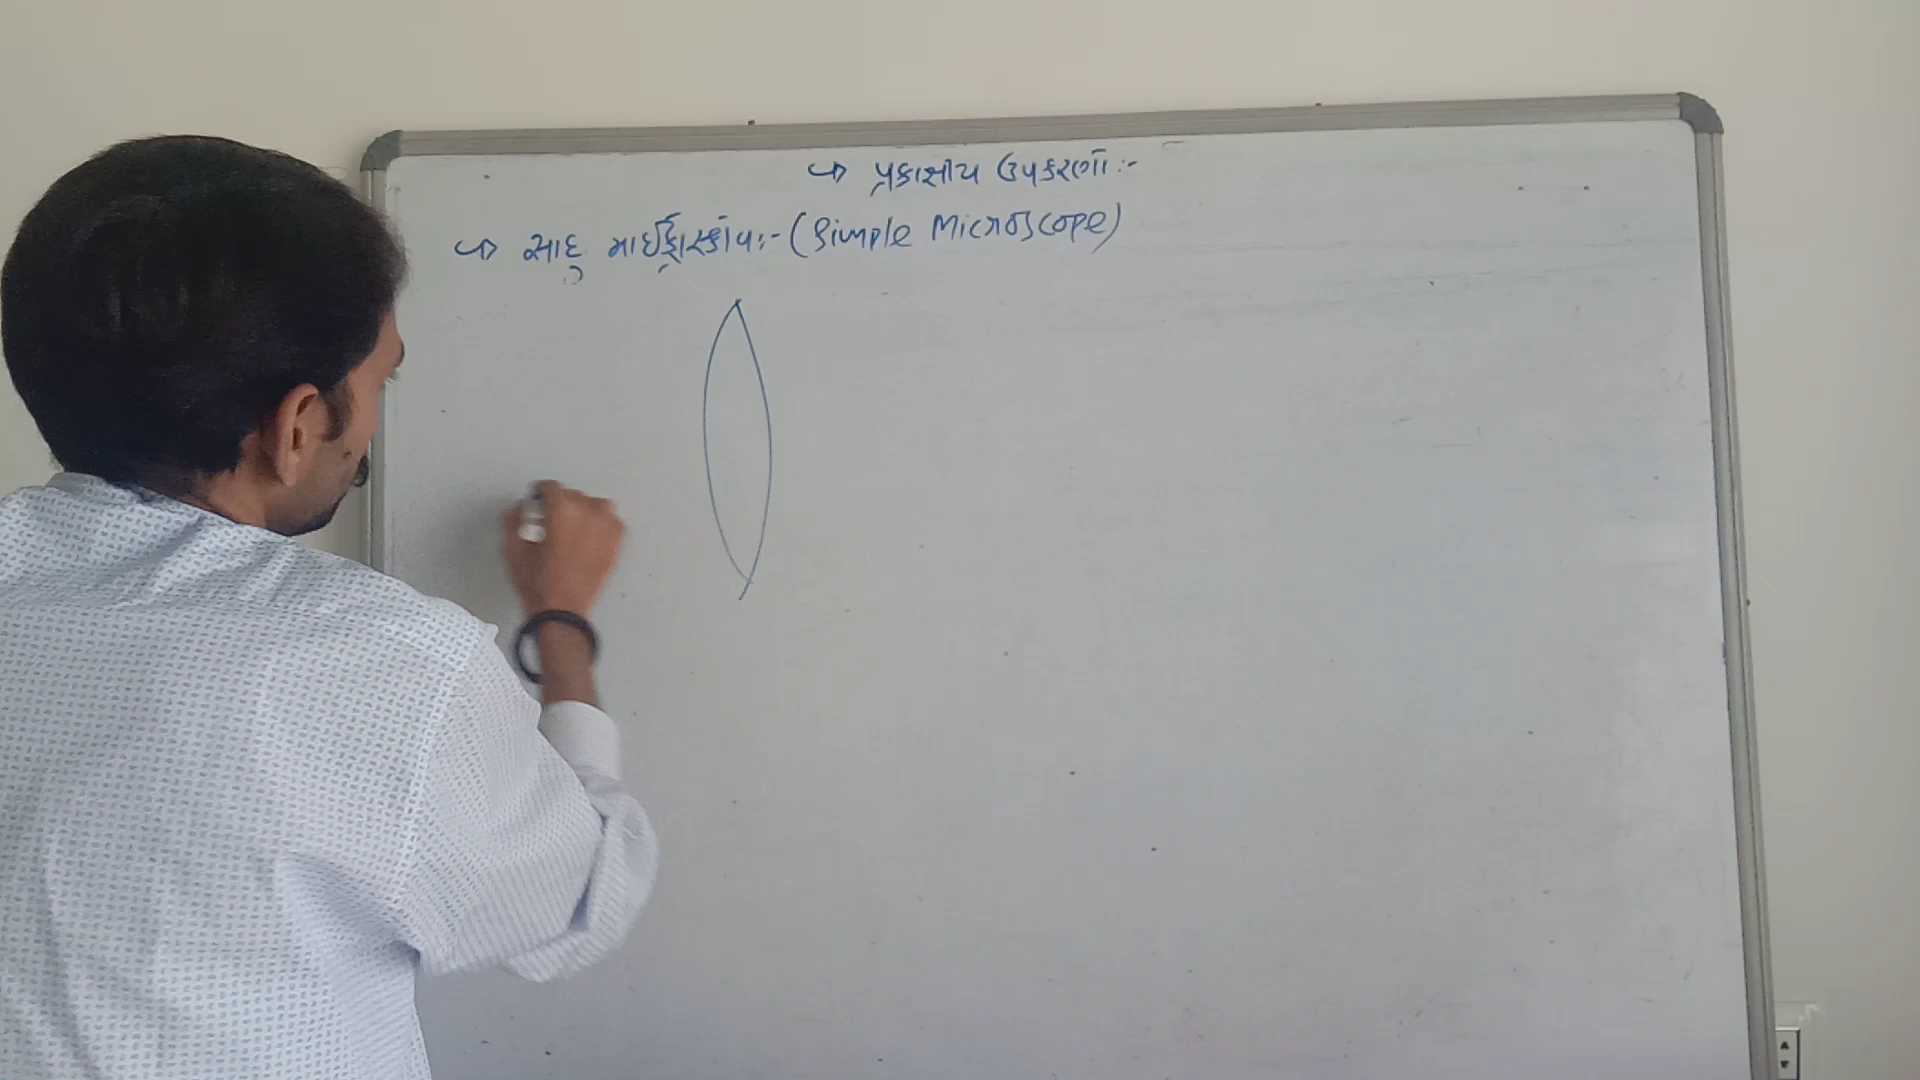 ↪ પ્રકાશીય ઉપકરણો :-
↪ સાદુ માઈક્રોસ્કોપ :- (Simple Microscope)